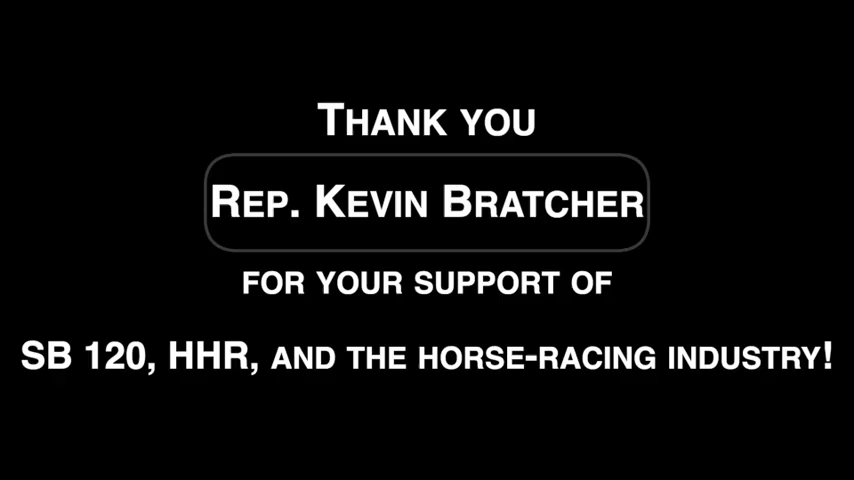 THANK YOU
REP. KEVIN BRATCHER
FOR YOUR SUPPORT OF
SB 120, HHR, AND THE HORSE-RACING INDUSTRY!